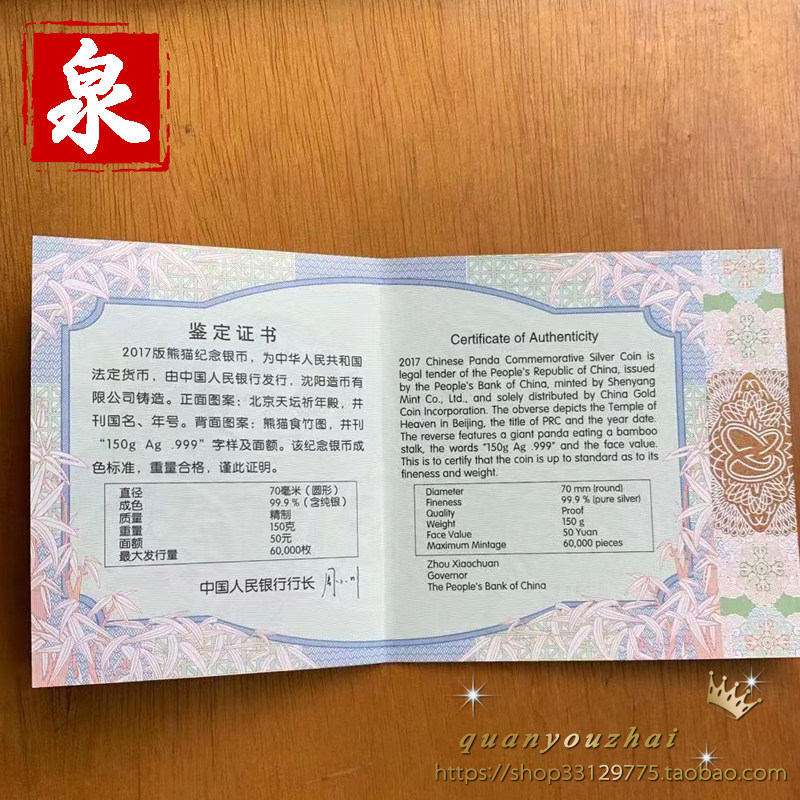 泉
鉴定证书
2017版熊猫纪念银币，为中华人民共和国
法定货币，由中国人民银行发行，沈阳造币有
限公司铸造。正面图案：北京天坛祈年殿，并
刊国名、年号。背面图案：熊猫食竹图，并刊
“150g Ag .999”字样及面额。该纪念银币成
色标准，重量合格，谨此证明。
直径 70毫米（圆形）
成色 99.9％（含纯银）
质量 精制
重量 150克
面额 50元
最大发行量 60,000枚
中国人民银行行长
Certificate of Authenticity
2017 Chinese Panda Commemorative Silver Coin is
legal tender of the People's Republic of China, issued
by the People's Bank of China, minted by Shenyang
Mint Co., Ltd., and solely distributed by China Gold
Coin Incorporation. The obverse depicts the Temple of
Heaven in Beijing, the title of PRC and the year date.
The reverse features a giant panda eating a bamboo
stalk, the words "150g Ag .999" and the face value.
This is to certify that the coin is up to standard as to its
fineness and weight.
Diameter 70 mm (round)
Fineness 99.9 % (pure silver)
Quality Proof
Weight 150 g
Face Value 50 Yuan
Maximum Mintage 60,000 pieces
Zhou Xiaochuan
Governor
The People's Bank of China
quanyouzhai
https://shop33129775.taobao.com